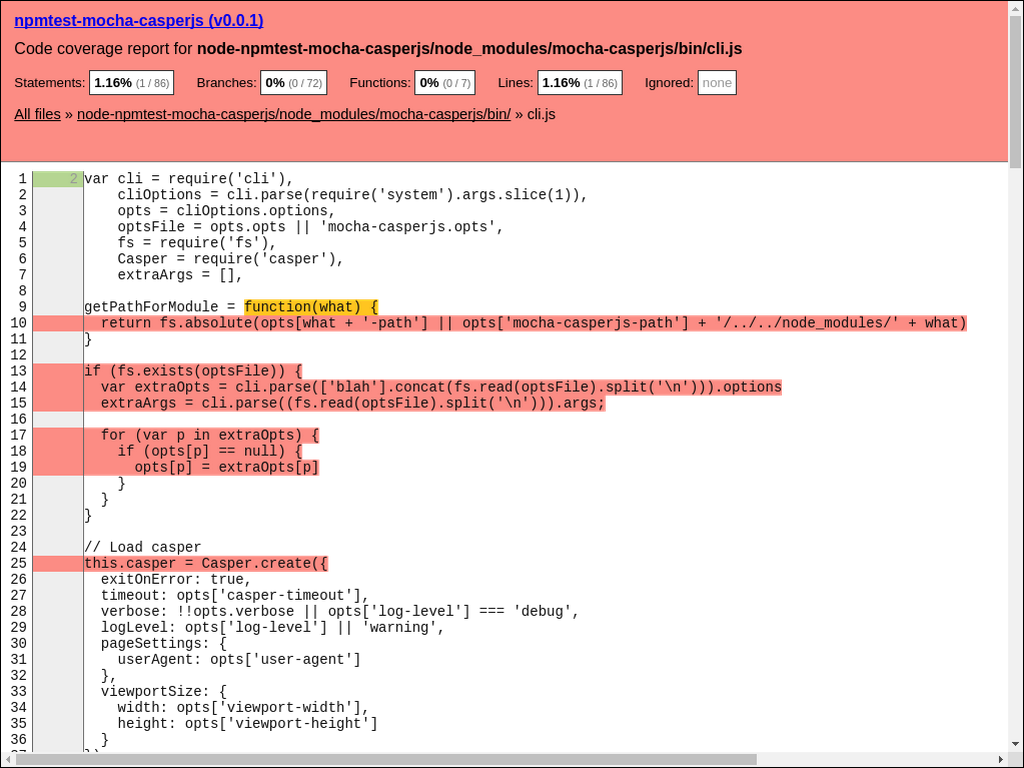 npmtest-mocha-casperjs (v0.0.1)
Code coverage report for node-npmtest-mocha-casperjs/node_modules/mocha-casperjs/bin/cli.js
Statements: 1.16% (1 / 86) Branches: 0% (0 / 72) Functions: 0% (0 / 7) Lines: 1.16% (1 / 86) Ignored: none
All files » node-npmtest-mocha-casperjs/node_modules/mocha-casperjs/bin/ » cli.js
1 2 var cli = require('cli'),
2     cliOptions = cli.parse(require('system').args.slice(1)),
3     opts = cliOptions.options,
4     optsFile = opts.opts || 'mocha-casperjs.opts',
5     fs = require('fs'),
6     Casper = require('casper'),
7     extraArgs = [],
8
9 getPathForModule = function(what) {
10   return fs.absolute(opts[what + '-path'] || opts['mocha-casperjs-path'] + '/../../node_modules/' + what)
11 }
12
13 if (fs.exists(optsFile)) {
14   var extraOpts = cli.parse(['blah'].concat(fs.read(optsFile).split('\n'))).options
15   extraArgs = cli.parse((fs.read(optsFile).split('\n'))).args;
16
17   for (var p in extraOpts) {
18     if (opts[p] == null) {
19       opts[p] = extraOpts[p]
20     }
21   }
22 }
23
24 // Load casper
25 this.casper = Casper.create({
26   exitOnError: true,
27   timeout: opts['casper-timeout'],
28   verbose: !!opts.verbose || opts['log-level'] === 'debug',
29   logLevel: opts['log-level'] || 'warning',
30   pageSettings: {
31     userAgent: opts['user-agent']
32   },
33   viewportSize: {
34     width: opts['viewport-width'],
35     height: opts['viewport-height']
36   }